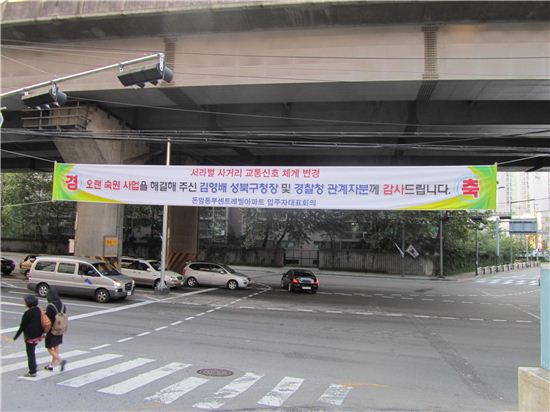 서라벌 사거리 교통신호 체계 변경
경 오랜 숙원 사업을 해결해 주신 김영배 성북구청장 및 경찰청 관계자분께 감사드립니다. 축
돈암동부센트레빌아파트 입주자대표회의